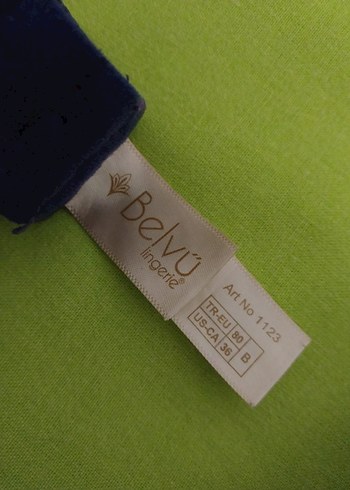 Belvü
lingerie®
Art No 1123
TR-EU 80 B
US-CA 36